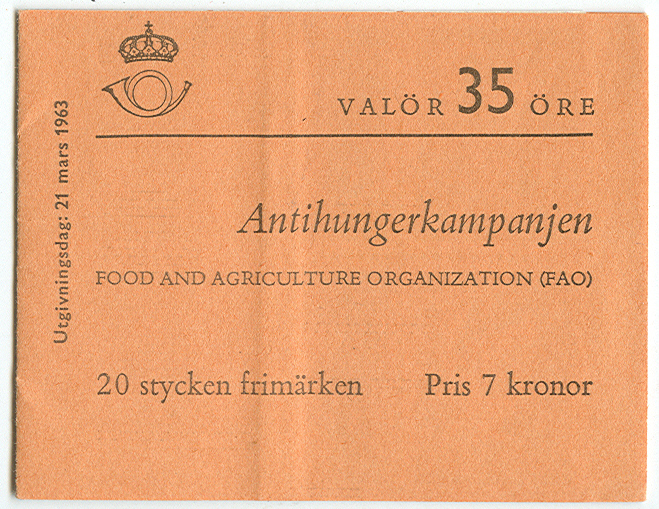 VALÖR 35 ÖRE
Antihungerkampanjen
FOOD AND AGRICULTURE ORGANIZATION (FAO)
20 stycken frimärken Pris 7 kronor
Utgivningsdag: 21 mars 1963